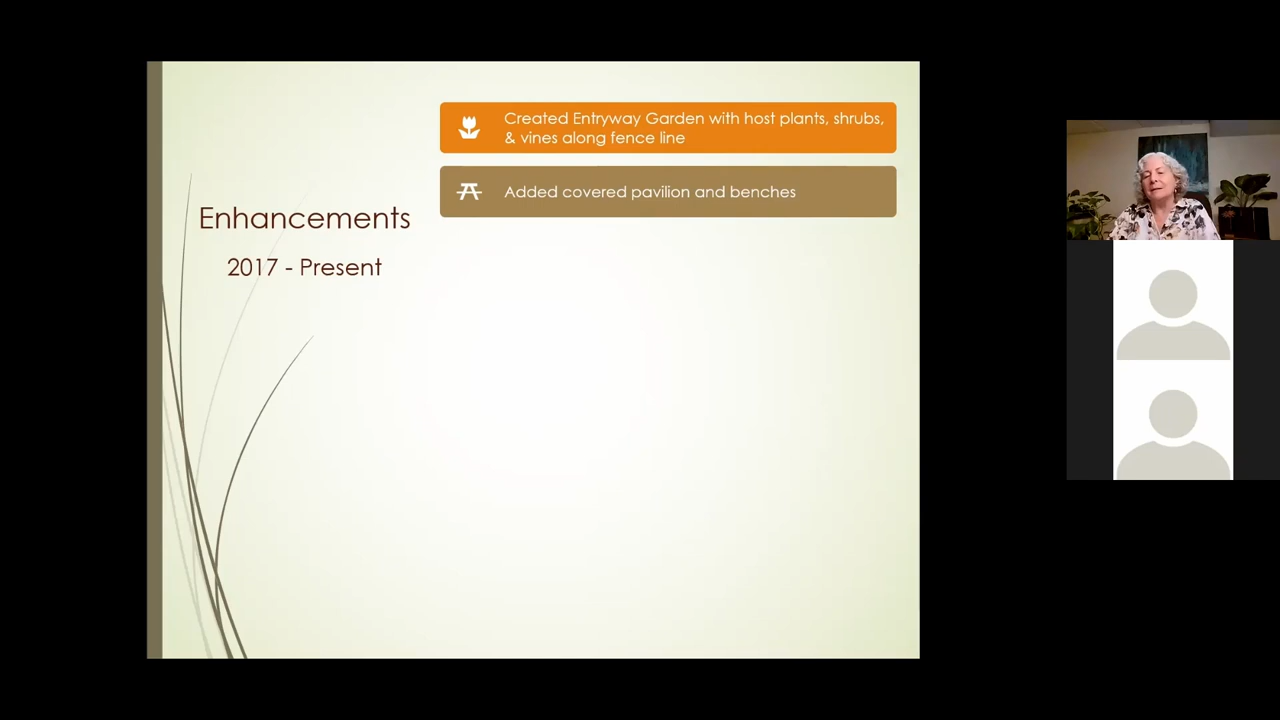 Enhancements
2017 - Present
Created Entryway Garden with host plants, shrubs,
& vines along fence line
Added covered pavilion and benches